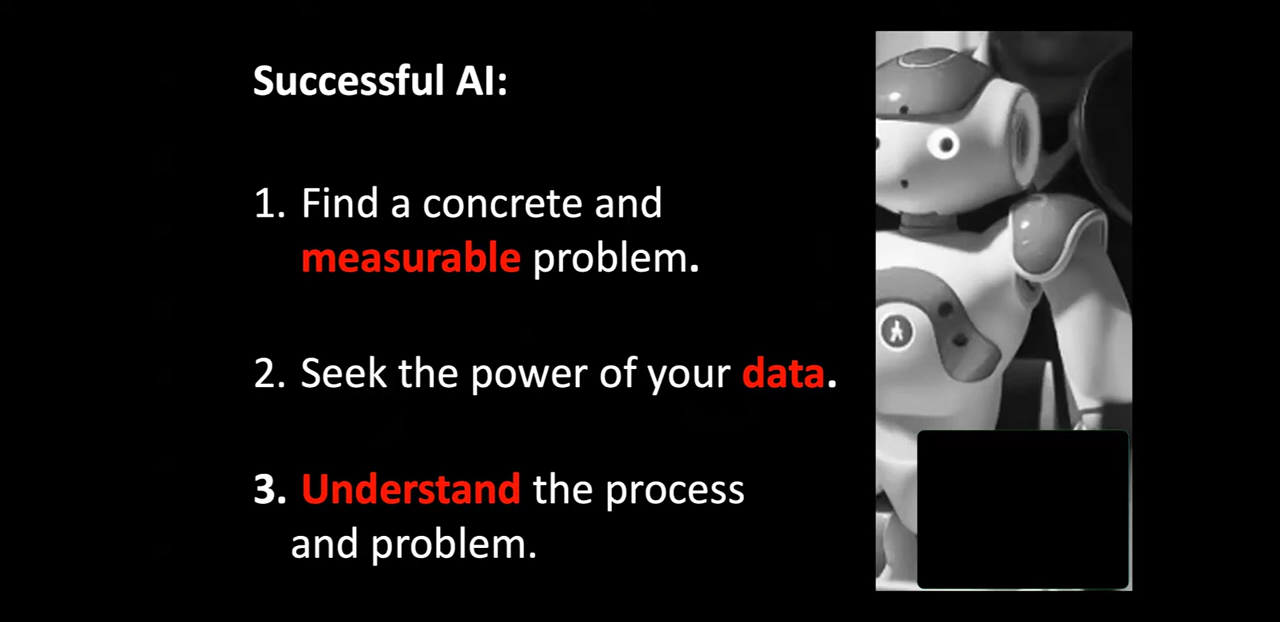 Successful AI:
1. Find a concrete and
measurable problem.
2. Seek the power of your data.
3. Understand the process
and problem.